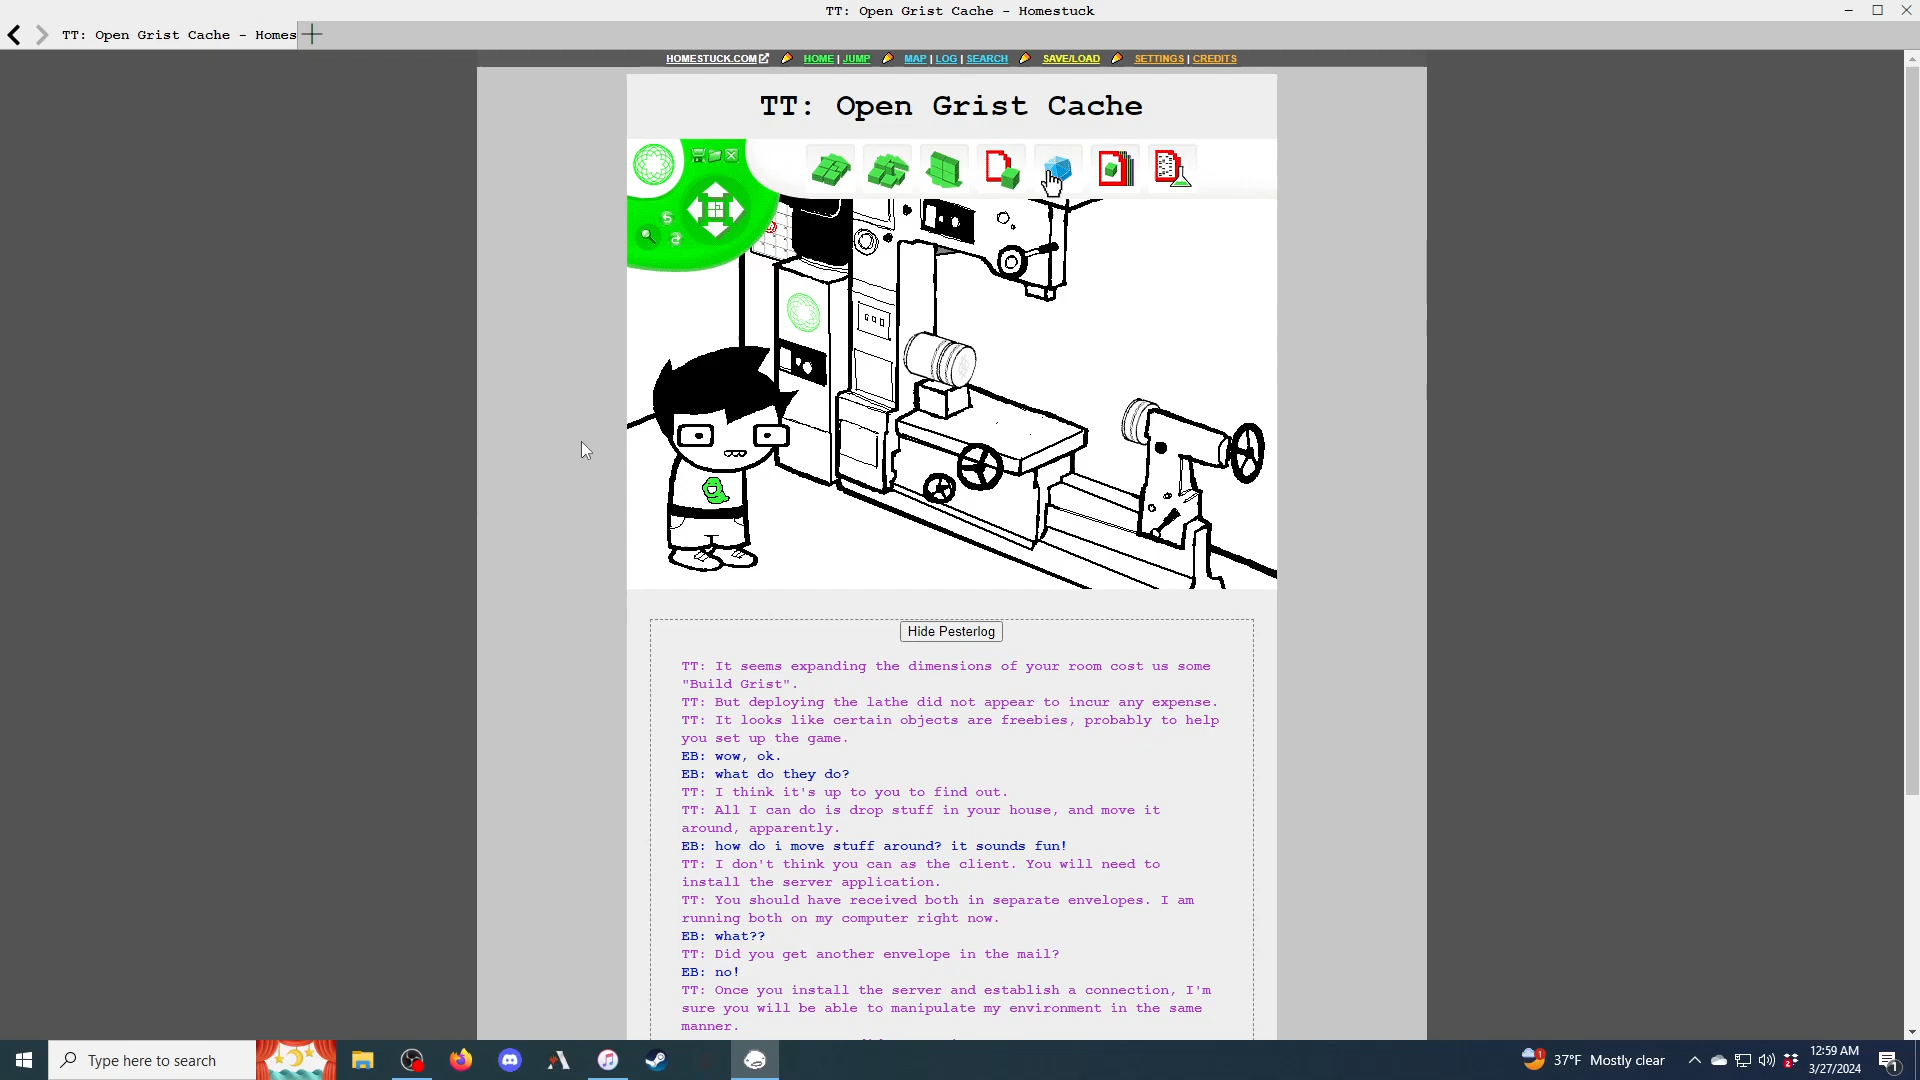 TT: Open Grist Cache - Homestuck
TT: Open Grist Cache - Homes
HOMESTUCK.COM HOME | JUMP MAP | LOG | SEARCH SAVE/LOAD SETTINGS | CREDITS
TT: Open Grist Cache
Hide Pesterlog
TT: It seems expanding the dimensions of your room cost us some
"Build Grist".
TT: But deploying the lathe did not appear to incur any expense.
TT: It looks like certain objects are freebies, probably to help
you set up the game.
EB: wow, ok.
EB: what do they do?
TT: I think it's up to you to find out.
TT: All I can do is drop stuff in your house, and move it
around, apparently.
EB: how do i move stuff around? it sounds fun!
TT: I don't think you can as the client. You will need to
install the server application.
TT: You should have received both in separate envelopes. I am
running both on my computer right now.
EB: what??
TT: Did you get another envelope in the mail?
EB: no!
TT: Once you install the server and establish a connection, I'm
sure you will be able to manipulate my environment in the same
manner.
Type here to search
37°F Mostly clear
12:59 AM
3/27/2024